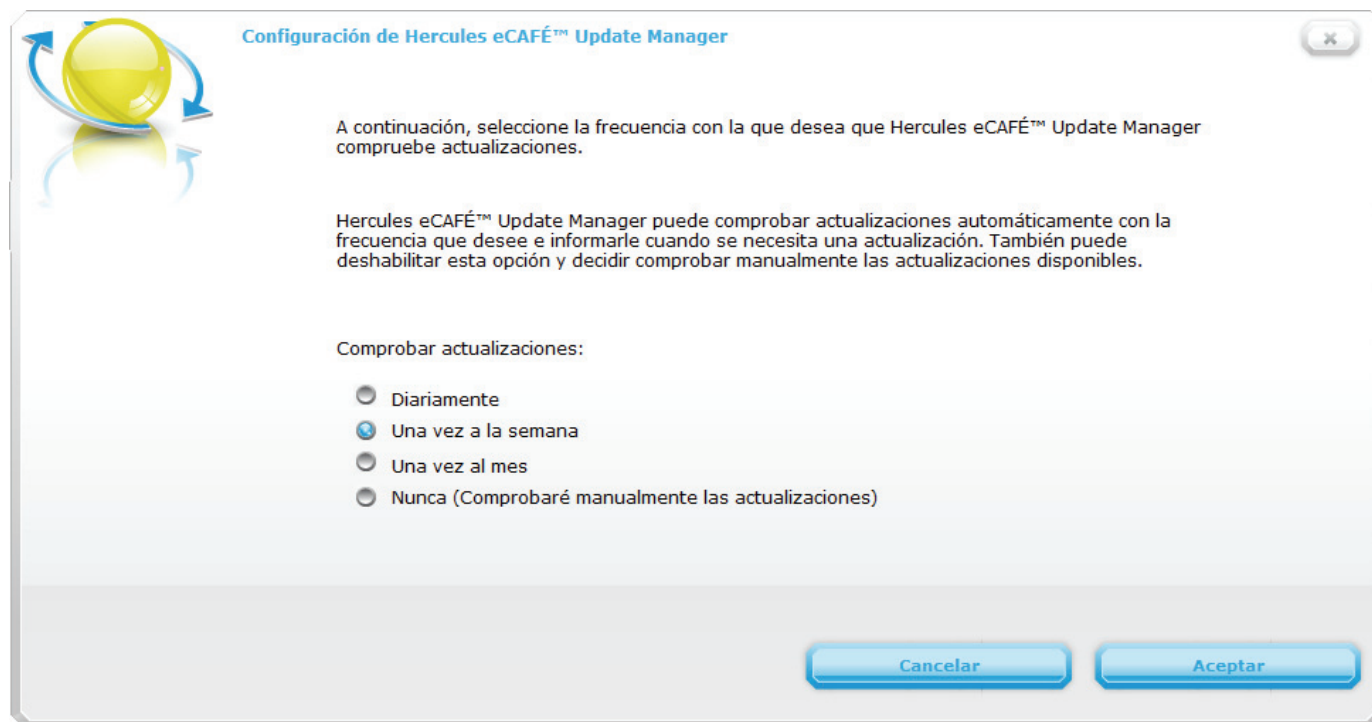 Configuración de Hercules eCAFÉ™ Update Manager
A continuación, seleccione la frecuencia con la que desea que Hercules eCAFÉ™ Update Manager
compruebe actualizaciones.
Hercules eCAFÉ™ Update Manager puede comprobar actualizaciones automáticamente con la
frecuencia que desee e informarle cuando se necesita una actualización. También puede
deshabilitar esta opción y decidir comprobar manualmente las actualizaciones disponibles.
Comprobar actualizaciones:
Diariamente
Una vez a la semana
Una vez al mes
Nunca (Comprobaré manualmente las actualizaciones)
Cancelar
Aceptar